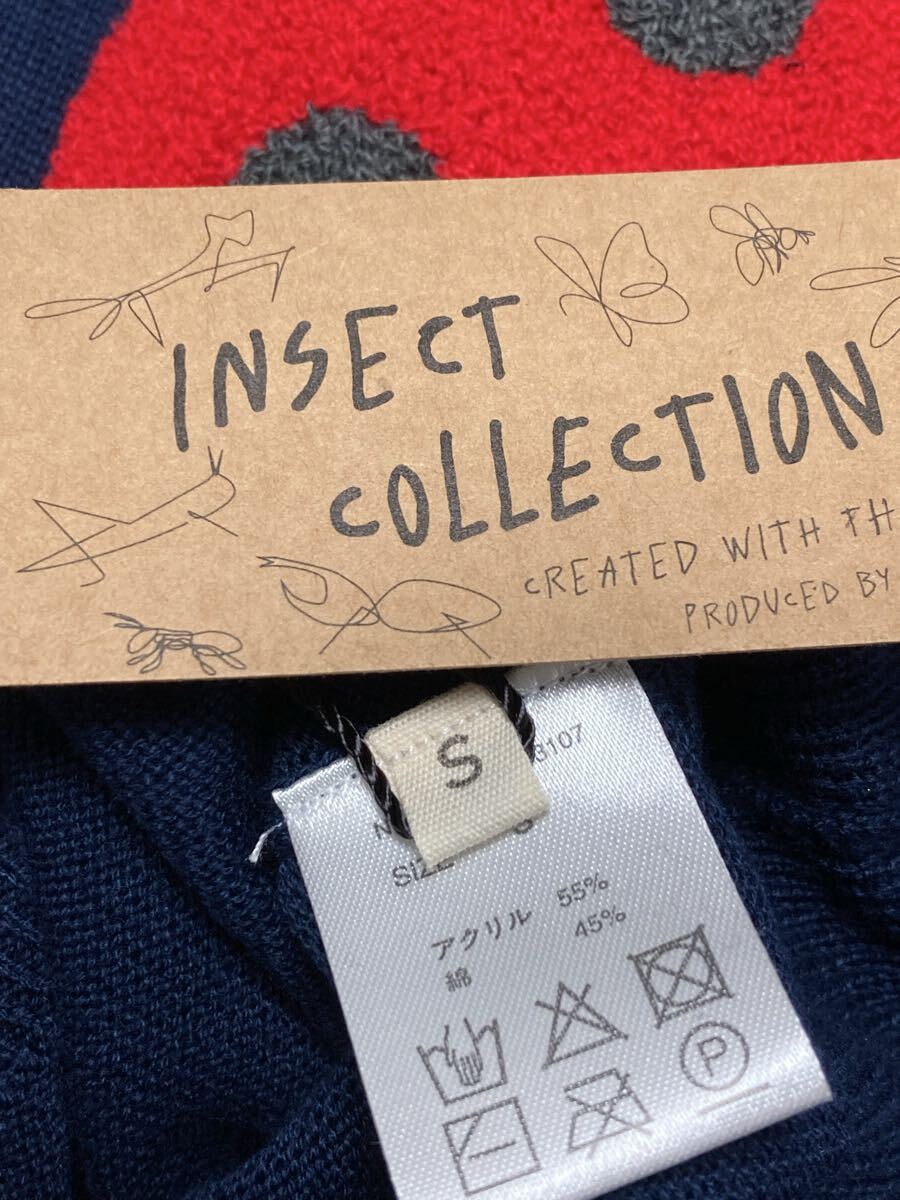 INSECT
COLLECTION
CREATED WITH TH
PRODUCED BY
S
3107
SIZE
アクリル 55%
綿 45%
P